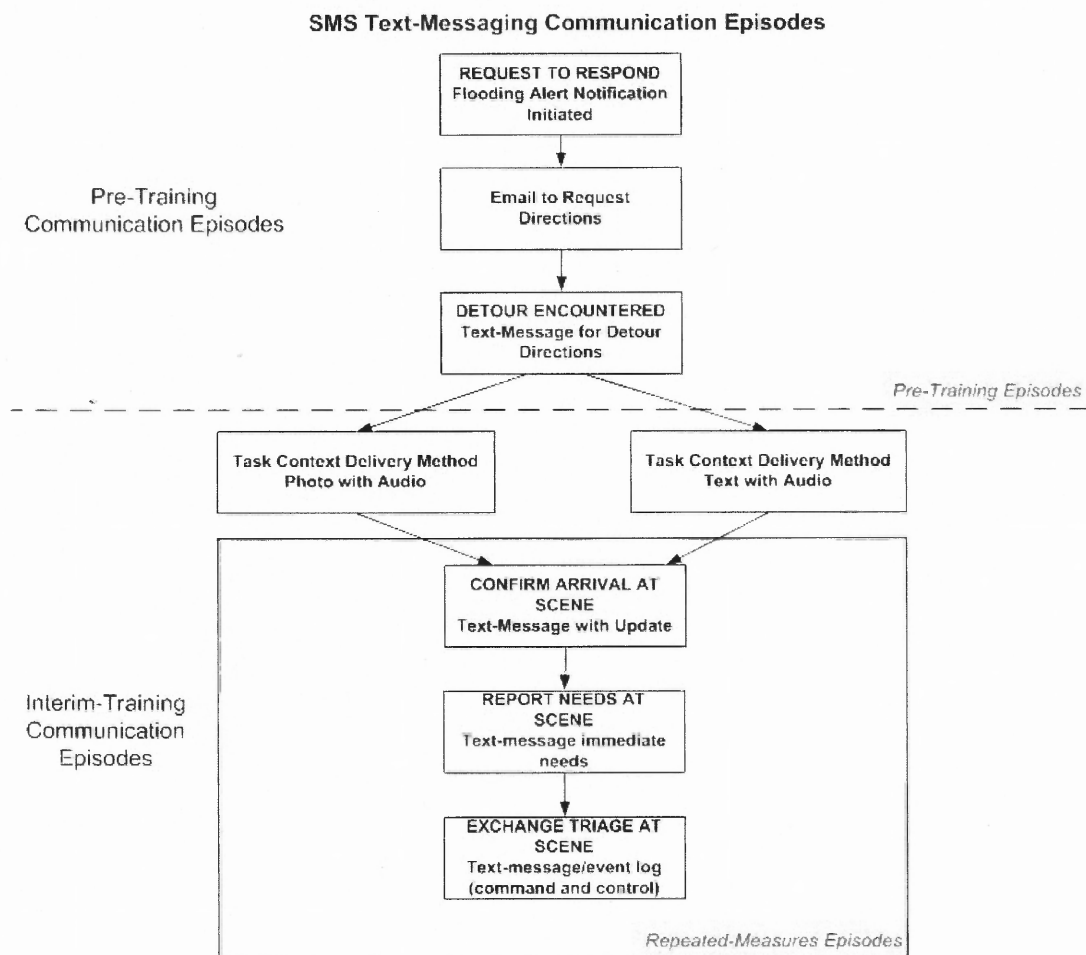 SMS Text-Messaging Communication Episodes
REQUEST TO RESPOND
Flooding Alert Notification
Initiated
Pre-Training
Communication Episodes
Email to Request
Directions
DETOUR ENCOUNTERED
Text-Message for Detour
Directions
Pre-Training Episodes
Task Context Delivery Method
Photo with Audio
Task Context Delivery Method
Text with Audio
CONFIRM ARRIVAL AT
SCENE
Text-Message with Update
Interim-Training
Communication
Episodes
REPORT NEEDS AT
SCENE
Text-message immediate
needs
EXCHANGE TRIAGE AT
SCENE
Text-message/event log
(command and control)
Repeated-Measures Episodes